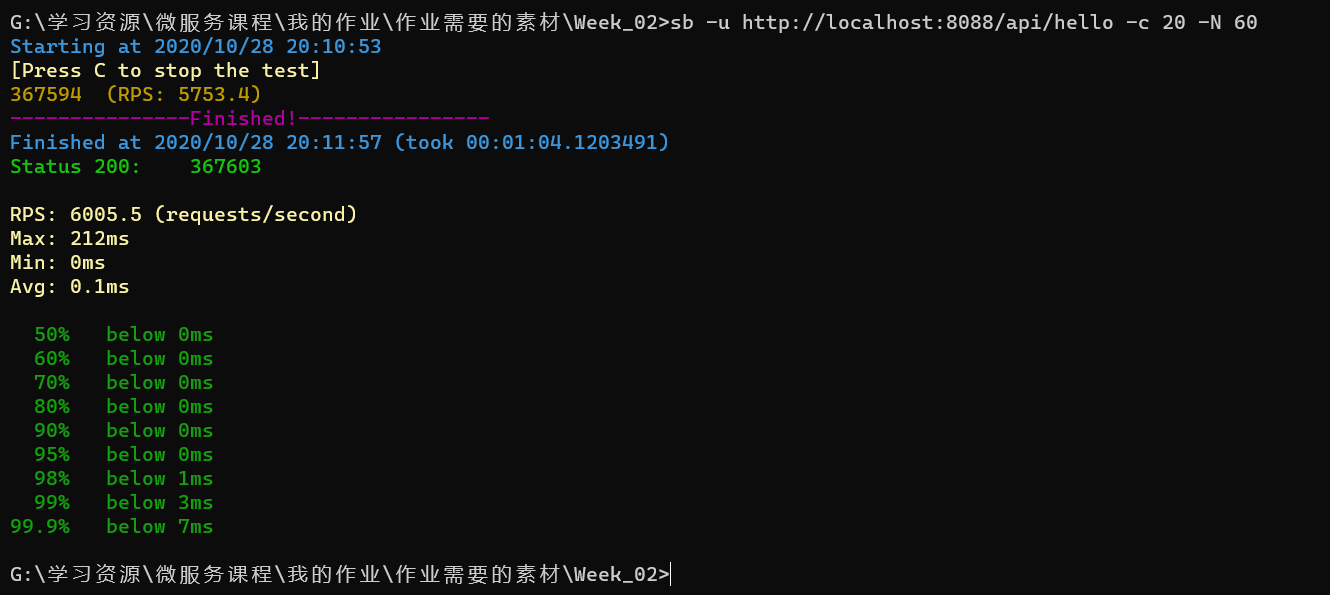 G:\学习资源\微服务课程\我的作业\作业需要的素材\Week_02>sb -u http://localhost:8088/api/hello -c 20 -N 60
Starting at 2020/10/28 20:10:53
[Press C to stop the test]
367594  (RPS: 5753.4)
---------------Finished!----------------
Finished at 2020/10/28 20:11:57 (took 00:01:04.1203491)
Status 200:    367603
RPS: 6005.5 (requests/second)
Max: 212ms
Min: 0ms
Avg: 0.1ms
50%   below 0ms
60%   below 0ms
70%   below 0ms
80%   below 0ms
90%   below 0ms
95%   below 0ms
98%   below 1ms
99%   below 3ms
99.9%   below 7ms
G:\学习资源\微服务课程\我的作业\作业需要的素材\Week_02>